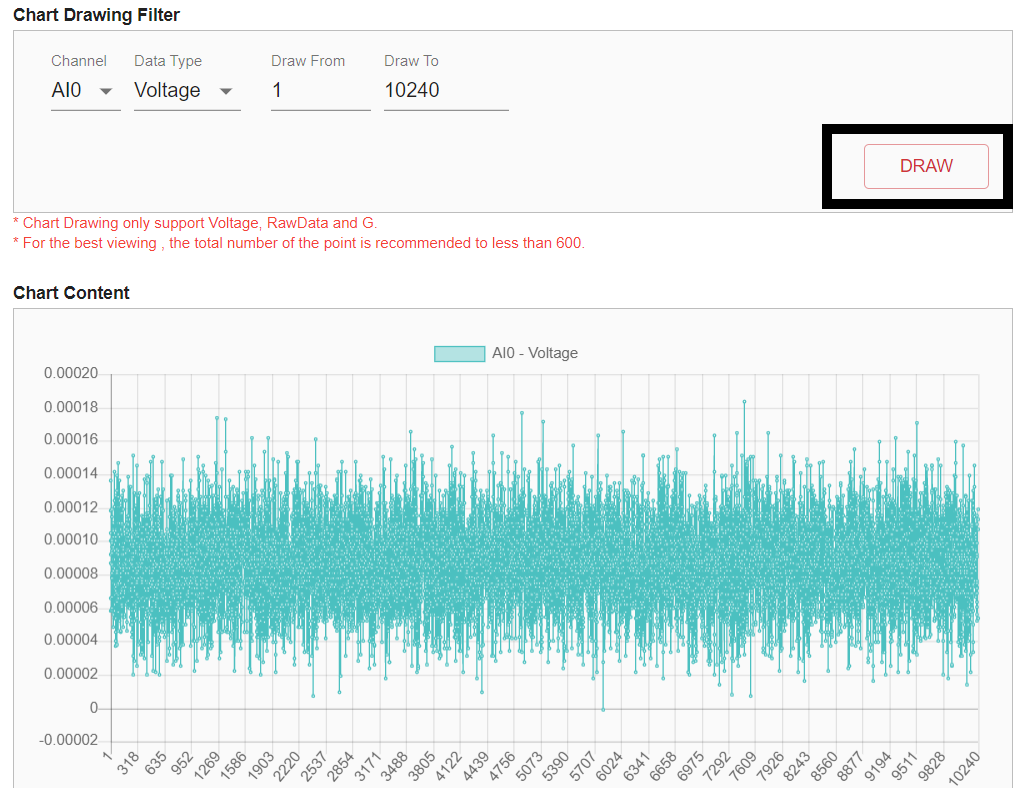 Chart Drawing Filter
Channel Data Type Draw From Draw To
AI0 Voltage 1 10240
DRAW
* Chart Drawing only support Voltage, RawData and G.
* For the best viewing , the total number of the point is recommended to less than 600.
Chart Content
AI0 - Voltage
0.00020
0.00018
0.00016
0.00014
0.00012
0.00010
0.00008
0.00006
0.00004
0.00002
0
-0.00002
1 318 635 952 1269 1586 1903 2220 2537 2854 3171 3488 3805 4122 4439 4756 5073 5390 5707 6024 6341 6658 6975 7292 7609 7926 8243 8560 8877 9194 9511 9828 10240